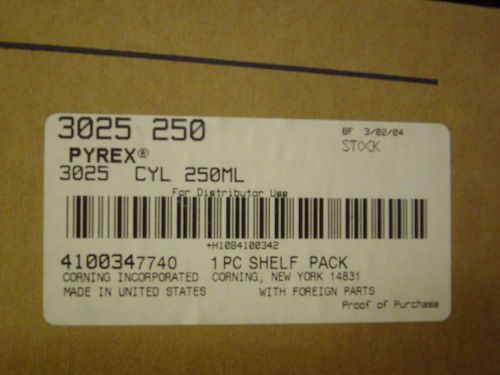 3025 250
BF 3/02/04
PYREX®
STOCK
3025 CYL 250ML
For Distributor Use
+H1084100342
4100347740 1 PC SHELF PACK
CORNING INCORPORATED CORNING, NEW YORK 14831
MADE IN UNITED STATES WITH FOREIGN PARTS
Proof of Purchase